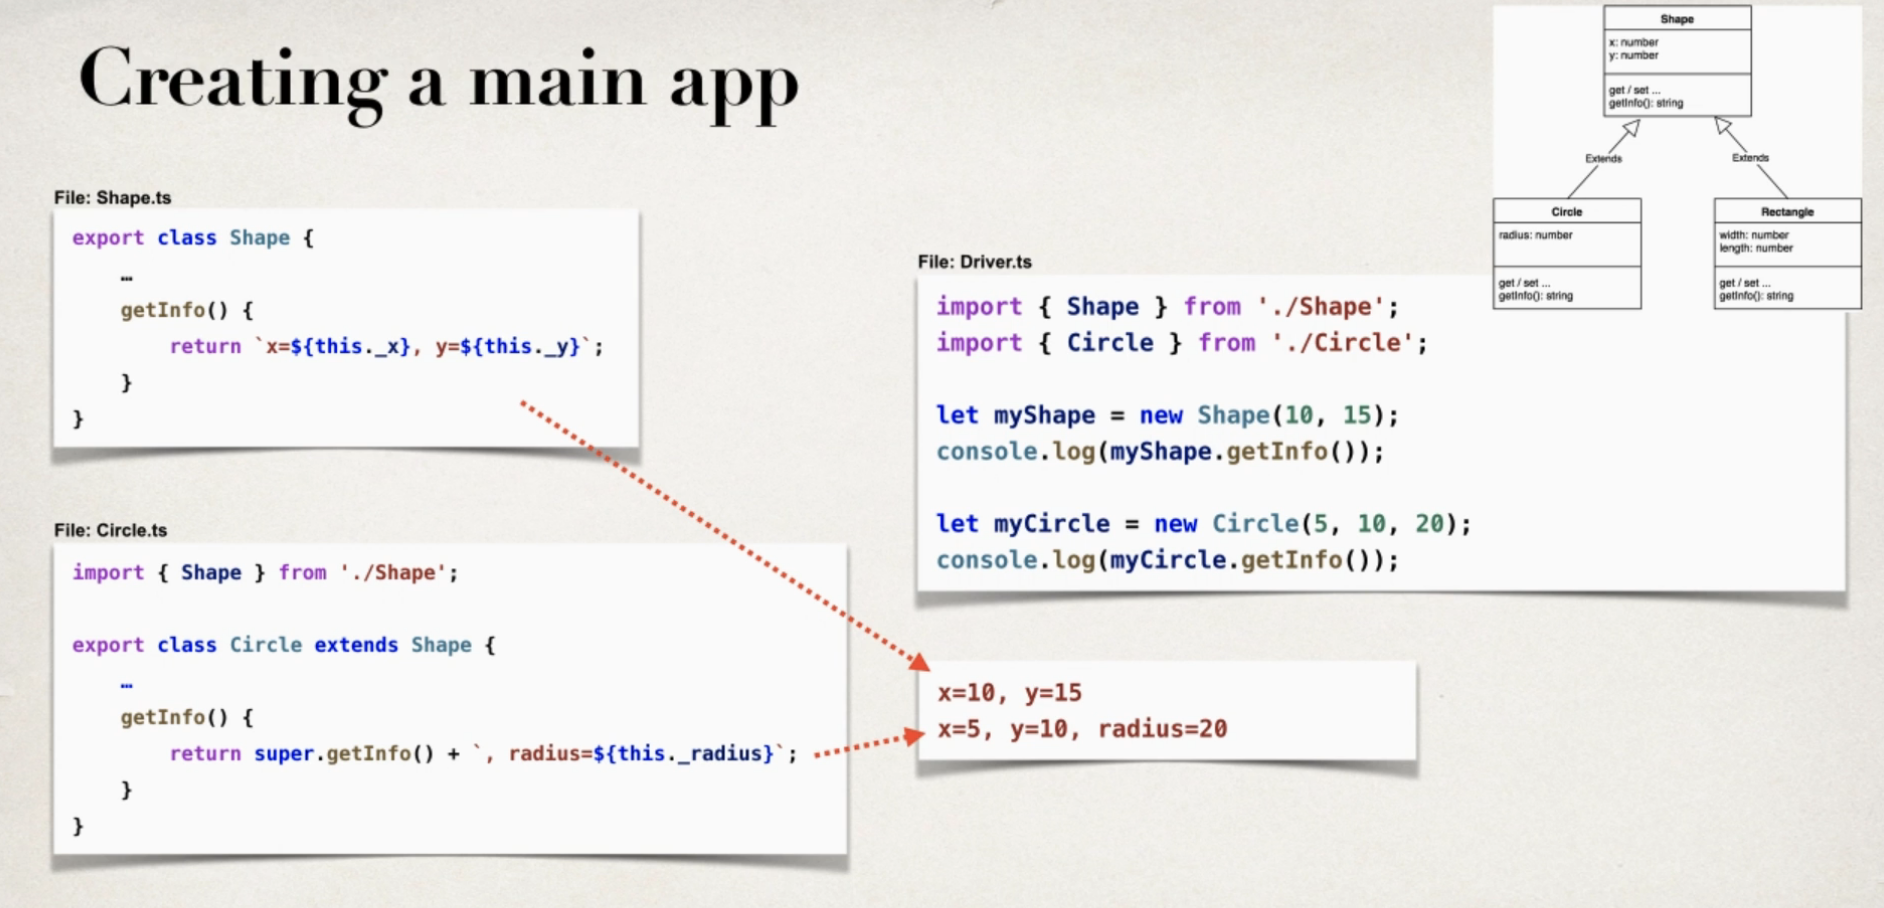 Creating a main app
File: Shape.ts
export class Shape {
    …
    getInfo() {
        return `x=${this._x}, y=${this._y}`;
    }
}
File: Circle.ts
import { Shape } from './Shape';

export class Circle extends Shape {
    …
    getInfo() {
        return super.getInfo() + `, radius=${this._radius}`;
    }
}
File: Driver.ts
import { Shape } from './Shape';
import { Circle } from './Circle';

let myShape = new Shape(10, 15);
console.log(myShape.getInfo());

let myCircle = new Circle(5, 10, 20);
console.log(myCircle.getInfo());
x=10, y=15
x=5, y=10, radius=20
Shape
x: number
y: number
get / set ...
getInfo(): string
Extends
Extends
Circle
radius: number
get / set ...
getInfo(): string
Rectangle
width: number
length: number
get / set ...
getInfo(): string